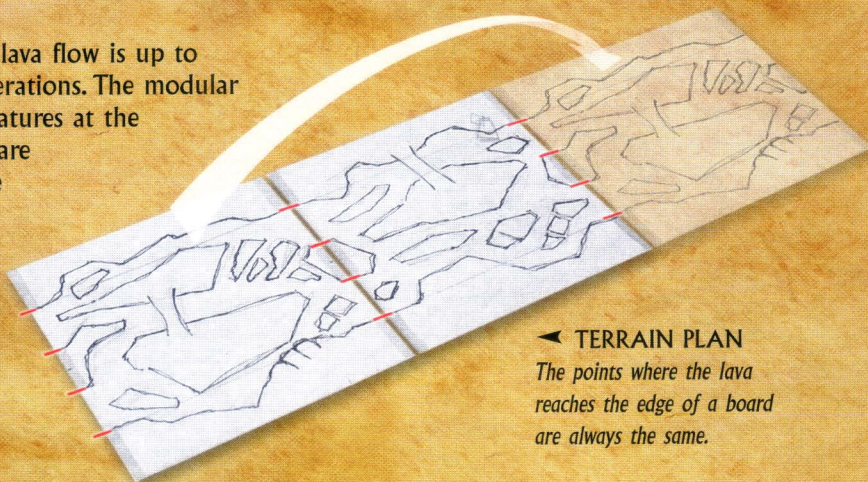 lava flow is up to
erations. The modular
atures at the
are
◄ TERRAIN PLAN
The points where the lava
reaches the edge of a board
are always the same.